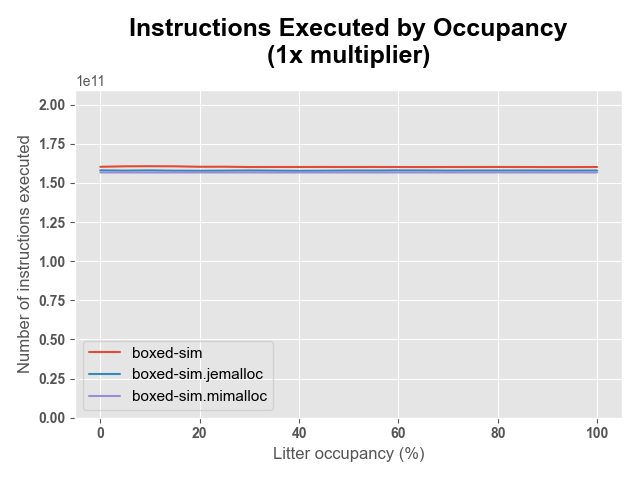 Instructions Executed by Occupancy
(1x multiplier)
1e11
2.00
1.75
1.50
1.25
1.00
0.75
0.50
0.25
0.00
Number of instructions executed
boxed-sim
boxed-sim.jemalloc
boxed-sim.mimalloc
0 20 40 60 80 100
Litter occupancy (%)